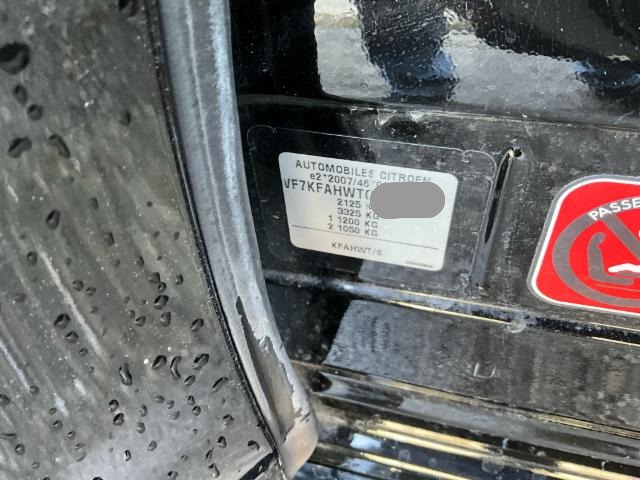 AUTOMOBILES CITROEN
e2*2007/46*
VF7KFAHWT
2125 K
3325 KG
1 1200 KG
2 1050 KG
KFAHWT/S
PASSE